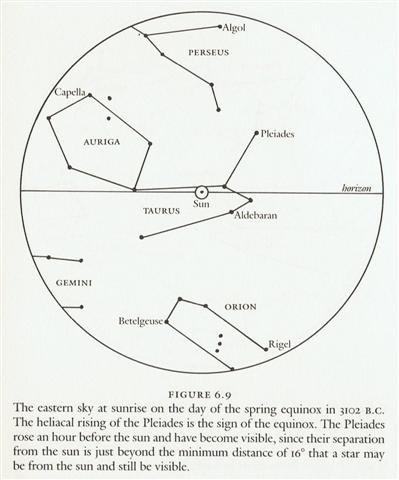 Algol
PERSEUS
Capella
AURIGA
Pleiades
horizon
Sun
TAURUS
Aldebaran
GEMINI
ORION
Betelgeuse
Rigel
FIGURE 6.9
The eastern sky at sunrise on the day of the spring equinox in 3102 B.C.
The heliacal rising of the Pleiades is the sign of the equinox. The Pleiades
rose an hour before the sun and have become visible, since their separation
from the sun is just beyond the minimum distance of 16° that a star may
be from the sun and still be visible.